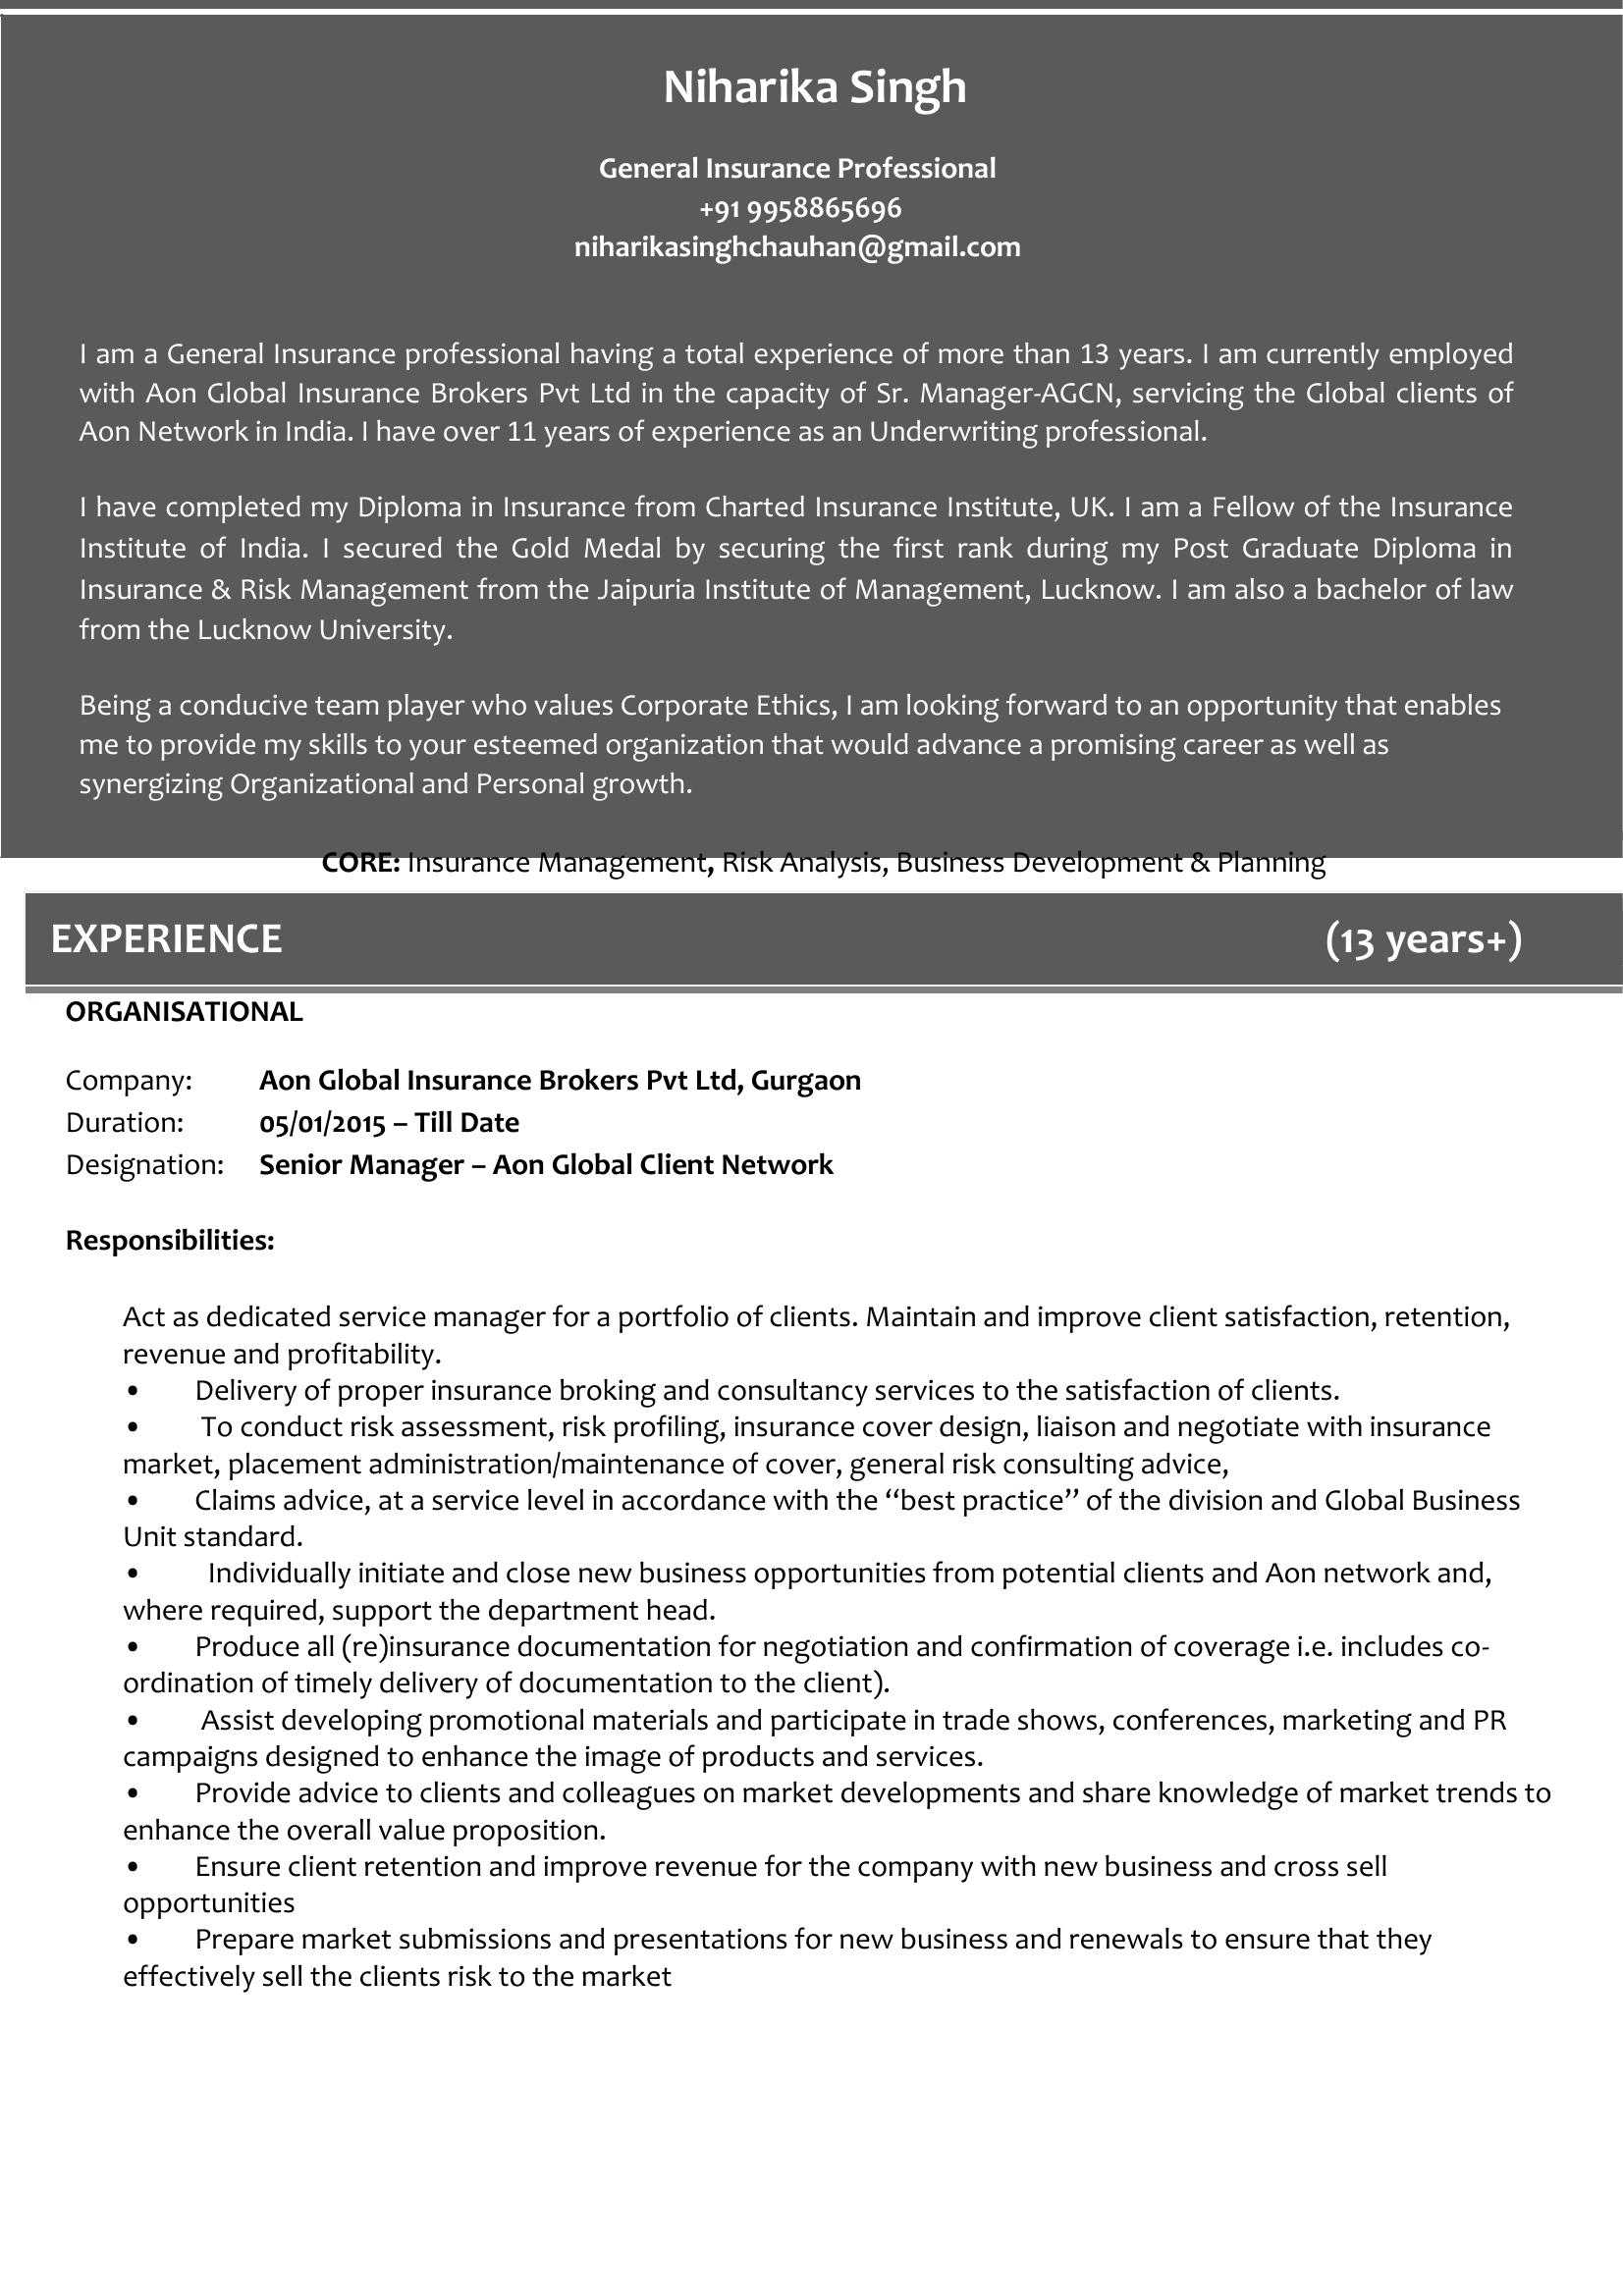 Niharika Singh
General Insurance Professional
+91 9958865696
niharikasinghchauhan@gmail.com
I am a General Insurance professional having a total experience of more than 13 years. I am currently employed
with Aon Global Insurance Brokers Pvt Ltd in the capacity of Sr. Manager-AGCN, servicing the Global clients of
Aon Network in India. I have over 11 years of experience as an Underwriting professional.
I have completed my Diploma in Insurance from Charted Insurance Institute, UK. I am a Fellow of the Insurance
Institute of India. I secured the Gold Medal by securing the first rank during my Post Graduate Diploma in
Insurance & Risk Management from the Jaipuria Institute of Management, Lucknow. I am also a bachelor of law
from the Lucknow University.
Being a conducive team player who values Corporate Ethics, I am looking forward to an opportunity that enables
me to provide my skills to your esteemed organization that would advance a promising career as well as
synergizing Organizational and Personal growth.
CORE: Insurance Management, Risk Analysis, Business Development & Planning
EXPERIENCE (13 years+)
ORGANISATIONAL
Company: Aon Global Insurance Brokers Pvt Ltd, Gurgaon
Duration: 05/01/2015 – Till Date
Designation: Senior Manager – Aon Global Client Network
Responsibilities:
Act as dedicated service manager for a portfolio of clients. Maintain and improve client satisfaction, retention,
revenue and profitability.
• Delivery of proper insurance broking and consultancy services to the satisfaction of clients.
• To conduct risk assessment, risk profiling, insurance cover design, liaison and negotiate with insurance
market, placement administration/maintenance of cover, general risk consulting advice,
• Claims advice, at a service level in accordance with the “best practice” of the division and Global Business
Unit standard.
• Individually initiate and close new business opportunities from potential clients and Aon network and,
where required, support the department head.
• Produce all (re)insurance documentation for negotiation and confirmation of coverage i.e. includes co-
ordination of timely delivery of documentation to the client).
• Assist developing promotional materials and participate in trade shows, conferences, marketing and PR
campaigns designed to enhance the image of products and services.
• Provide advice to clients and colleagues on market developments and share knowledge of market trends to
enhance the overall value proposition.
• Ensure client retention and improve revenue for the company with new business and cross sell
opportunities
• Prepare market submissions and presentations for new business and renewals to ensure that they
effectively sell the clients risk to the market